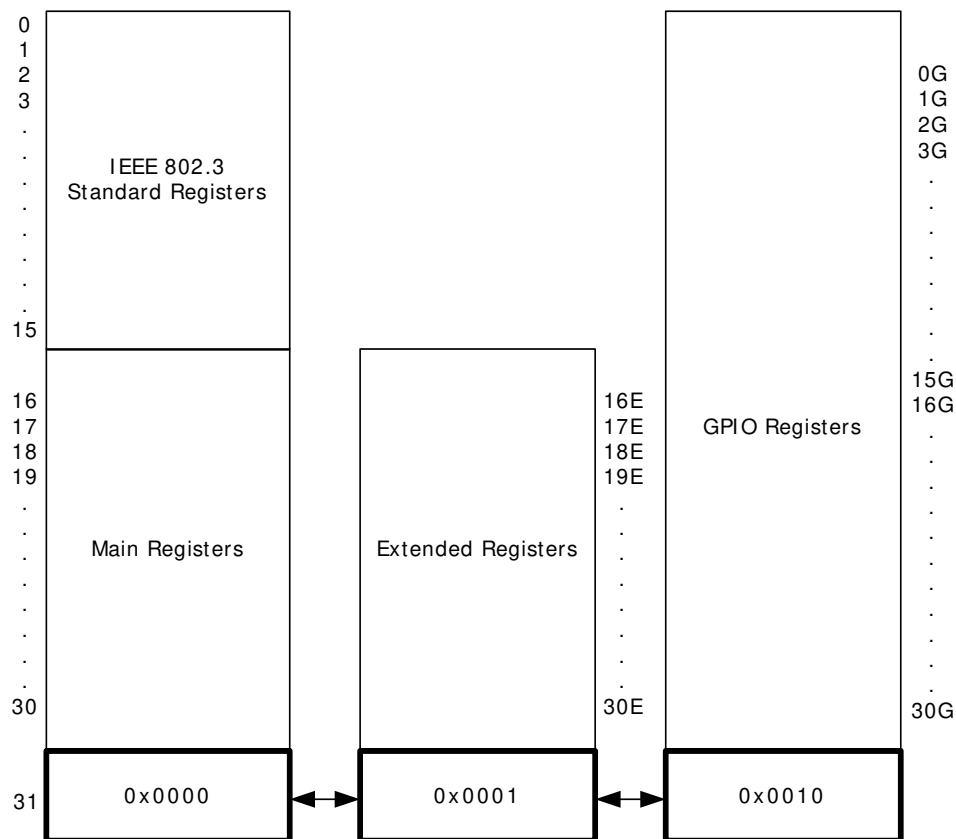 0
1
2
3
.
.
.
.
.
.
.
.
15
IEEE 802.3
Standard Registers
16
17
18
19
.
.
.
.
.
.
.
30
Main Registers
16E
17E
18E
19E
.
.
.
.
.
.
.
30E
Extended Registers
0G
1G
2G
3G
.
.
.
.
.
.
.
.
15G
16G
.
.
.
.
.
.
.
.
.
.
.
30G
GPIO Registers
31
0x0000
0x0001
0x0010